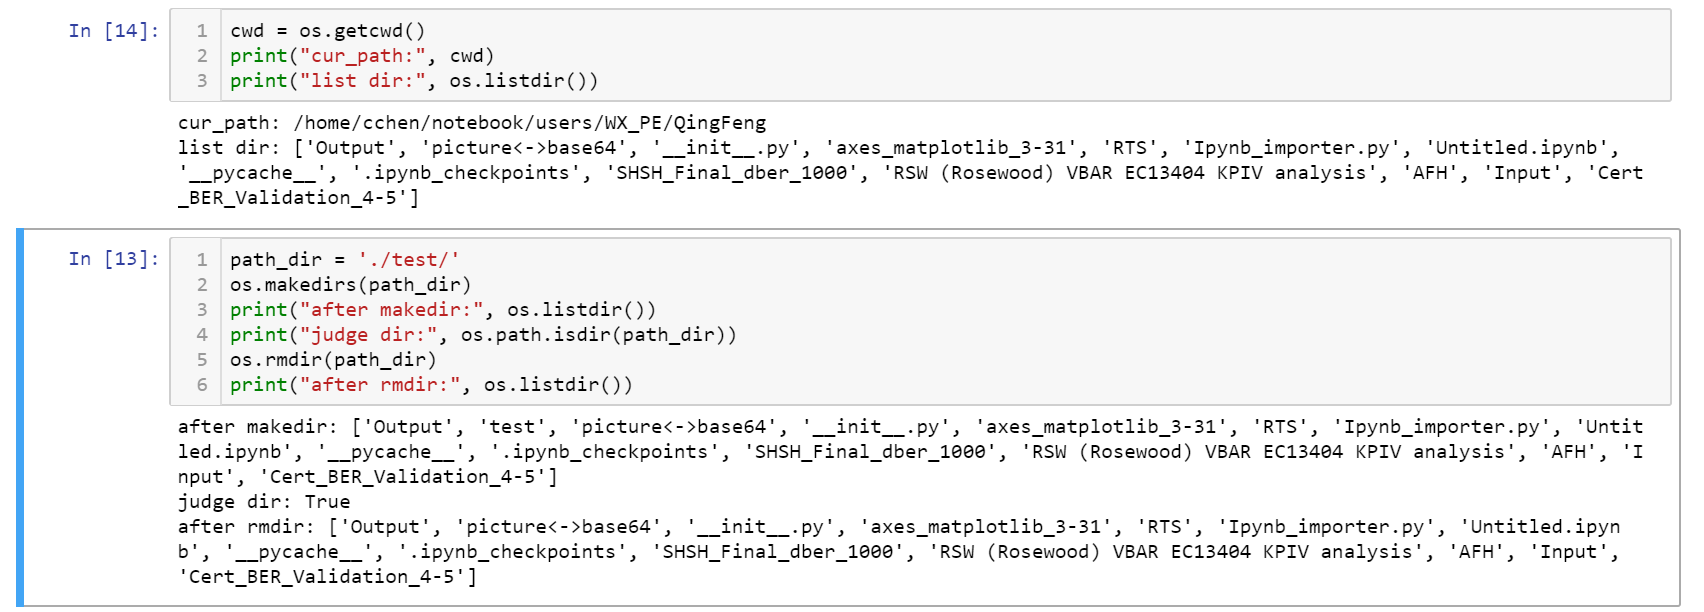 In [14]:
1 cwd = os.getcwd()
2 print("cur_path:", cwd)
3 print("list dir:", os.listdir())
cur_path: /home/cchen/notebook/users/WX_PE/QingFeng
list dir: ['Output', 'picture<->base64', '__init__.py', 'axes_matplotlib_3-31', 'RTS', 'Ipynb_importer.py', 'Untitled.ipynb',
'__pycache__', '.ipynb_checkpoints', 'SHSH_Final_dber_1000', 'RSW (Rosewood) VBAR EC13404 KPIV analysis', 'AFH', 'Input', 'Cert
_BER_Validation_4-5']
In [13]:
1 path_dir = './test/'
2 os.makedirs(path_dir)
3 print("after makedir:", os.listdir())
4 print("judge dir:", os.path.isdir(path_dir))
5 os.rmdir(path_dir)
6 print("after rmdir:", os.listdir())
after makedir: ['Output', 'test', 'picture<->base64', '__init__.py', 'axes_matplotlib_3-31', 'RTS', 'Ipynb_importer.py', 'Untit
led.ipynb', '__pycache__', '.ipynb_checkpoints', 'SHSH_Final_dber_1000', 'RSW (Rosewood) VBAR EC13404 KPIV analysis', 'AFH', 'I
nput', 'Cert_BER_Validation_4-5']
judge dir: True
after rmdir: ['Output', 'picture<->base64', '__init__.py', 'axes_matplotlib_3-31', 'RTS', 'Ipynb_importer.py', 'Untitled.ipyn
b', '__pycache__', '.ipynb_checkpoints', 'SHSH_Final_dber_1000', 'RSW (Rosewood) VBAR EC13404 KPIV analysis', 'AFH', 'Input',
'Cert_BER_Validation_4-5']